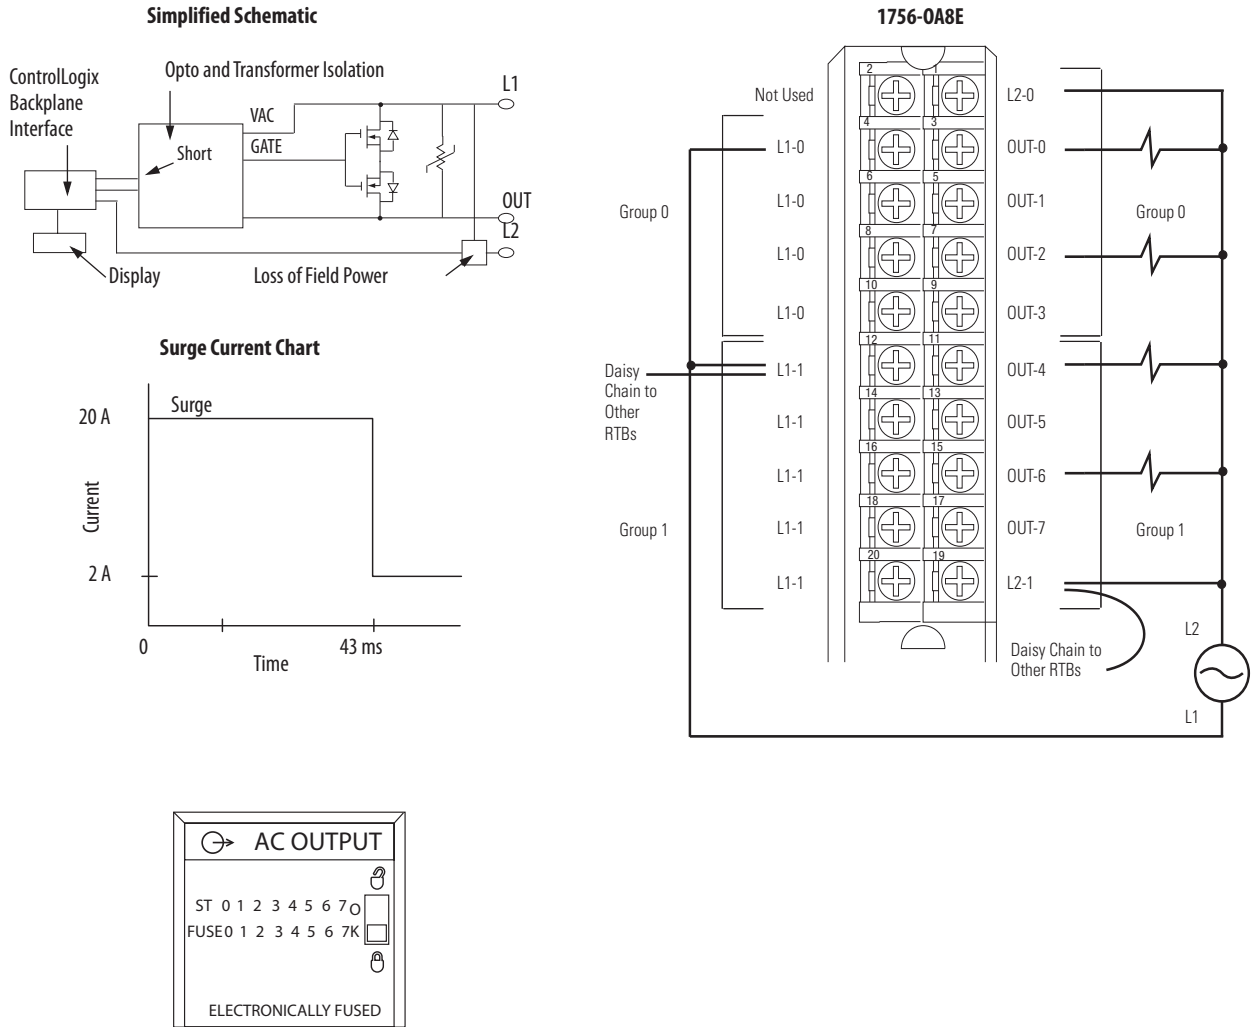 Simplified Schematic
ControlLogix
Backplane
Interface
Opto and Transformer Isolation
L1
VAC
GATE
Short
OUT
L2
Display
Loss of Field Power
Surge Current Chart
20 A
Surge
Current
2 A
0
43 ms
Time
AC OUTPUT
ST 0 1 2 3 4 5 6 7 O
FUSE 0 1 2 3 4 5 6 7 K
ELECTRONICALLY FUSED
1756-OA8E
Not Used
2 1
L2-0
L1-0
4 3
OUT-0
L1-0
6 5
OUT-1
Group 0
Group 0
L1-0
8 7
OUT-2
L1-0
10 9
OUT-3
Daisy
Chain to
Other
RTBs
L1-1
12 11
OUT-4
L1-1
14 13
OUT-5
L1-1
16 15
OUT-6
Group 1
L1-1
18 17
OUT-7
Group 1
L1-1
20 19
L2-1
Daisy Chain to
Other RTBs
L2
L1